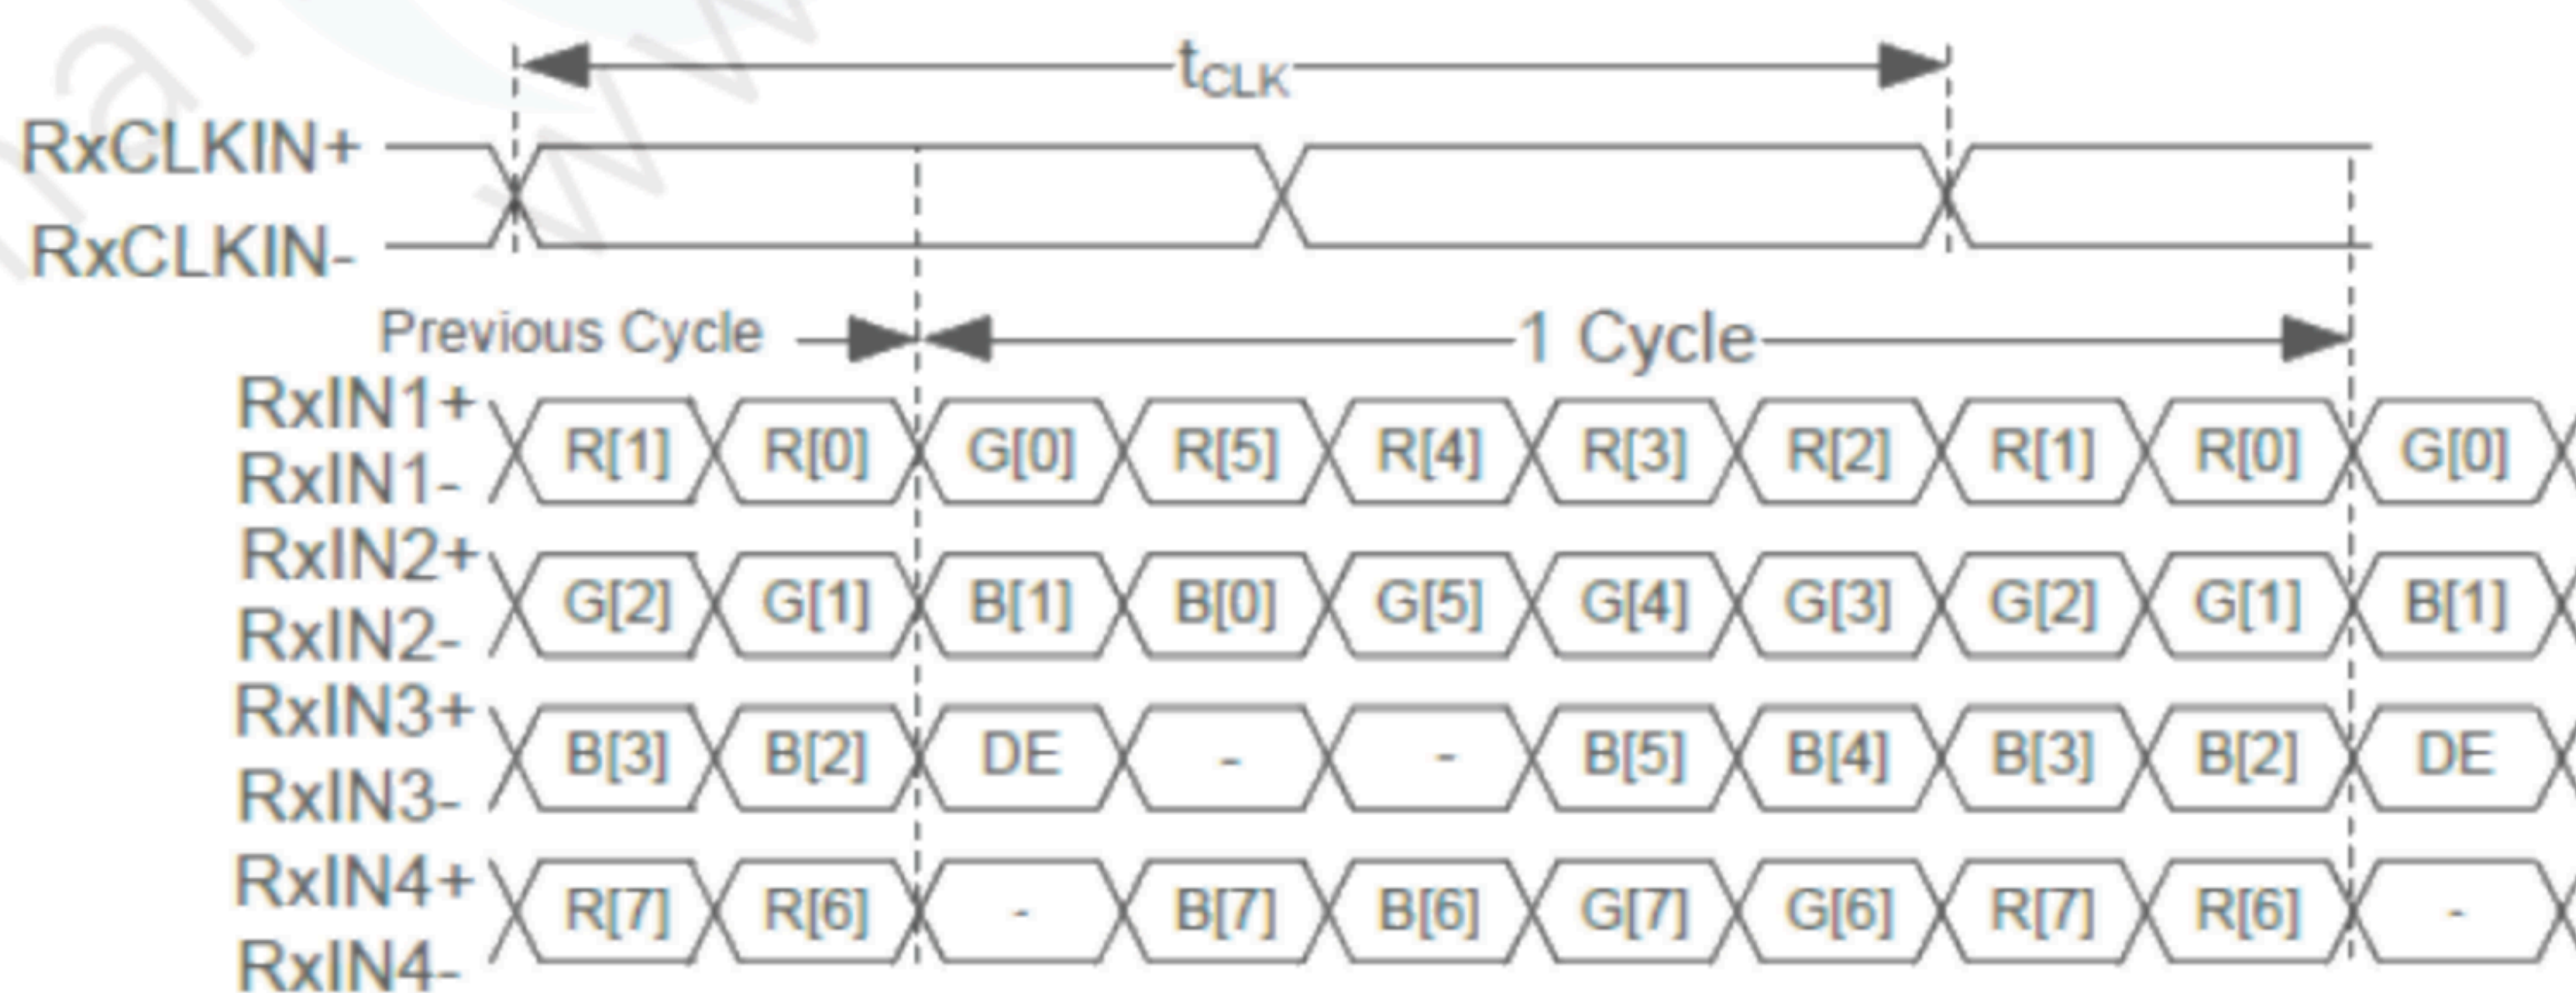 tCLK
RxCLKIN+
RxCLKIN-
Previous Cycle 1 Cycle
RxIN1+
R[1] R[0] G[0] R[5] R[4] R[3] R[2] R[1] R[0] G[0]
RxIN1-
RxIN2+
G[2] G[1] B[1] B[0] G[5] G[4] G[3] G[2] G[1] B[1]
RxIN2-
RxIN3+
B[3] B[2] DE - - B[5] B[4] B[3] B[2] DE
RxIN3-
RxIN4+
R[7] R[6] - B[7] B[6] G[7] G[6] R[7] R[6] -
RxIN4-